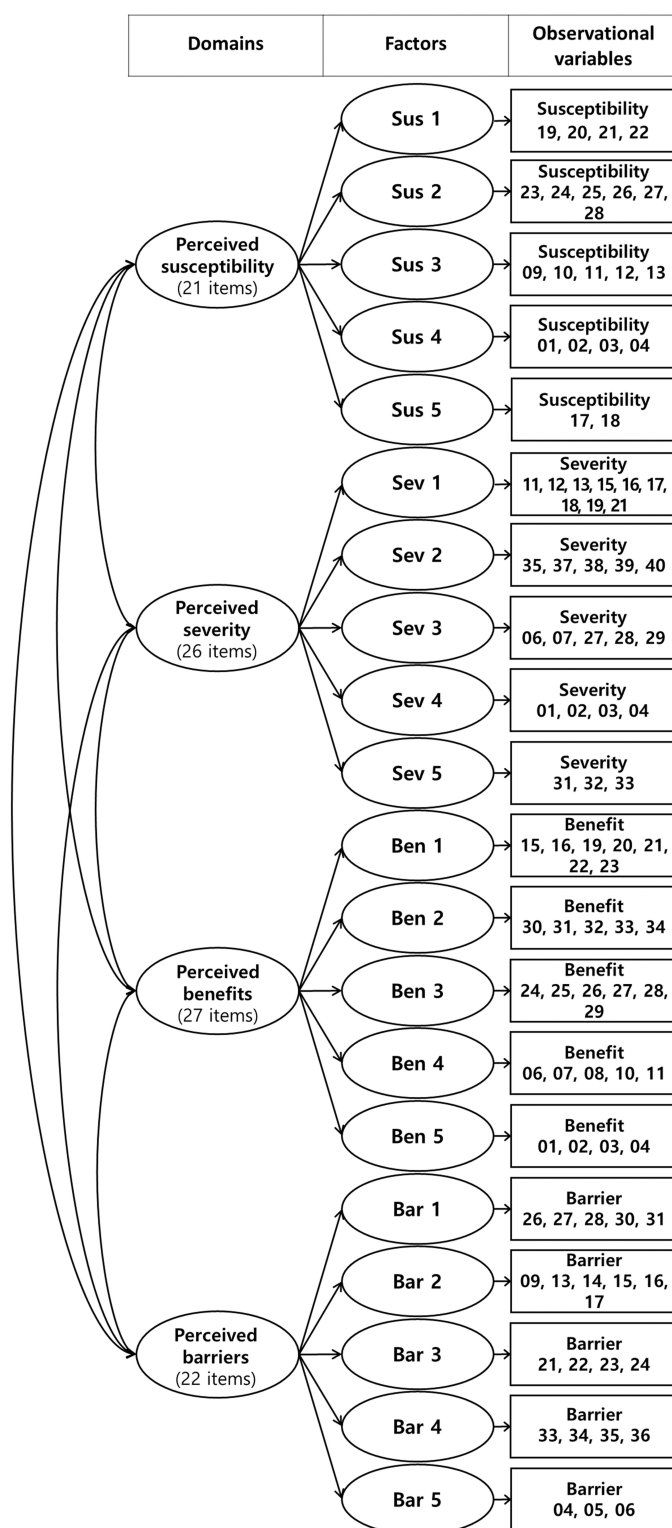 Domains
Factors
Observational
variables
Sus 1
Susceptibility
19, 20, 21, 22
Sus 2
Susceptibility
23, 24, 25, 26, 27,
28
Perceived
susceptibility
(21 items)
Sus 3
Susceptibility
09, 10, 11, 12, 13
Sus 4
Susceptibility
01, 02, 03, 04
Sus 5
Susceptibility
17, 18
Sev 1
Severity
11, 12, 13, 15, 16, 17,
18, 19, 21
Sev 2
Severity
35, 37, 38, 39, 40
Perceived
severity
(26 items)
Sev 3
Severity
06, 07, 27, 28, 29
Sev 4
Severity
01, 02, 03, 04
Sev 5
Severity
31, 32, 33
Ben 1
Benefit
15, 16, 19, 20, 21,
22, 23
Ben 2
Benefit
30, 31, 32, 33, 34
Perceived
benefits
(27 items)
Ben 3
Benefit
24, 25, 26, 27, 28,
29
Ben 4
Benefit
06, 07, 08, 10, 11
Ben 5
Benefit
01, 02, 03, 04
Bar 1
Barrier
26, 27, 28, 30, 31
Bar 2
Barrier
09, 13, 14, 15, 16,
17
Perceived
barriers
(22 items)
Bar 3
Barrier
21, 22, 23, 24
Bar 4
Barrier
33, 34, 35, 36
Bar 5
Barrier
04, 05, 06